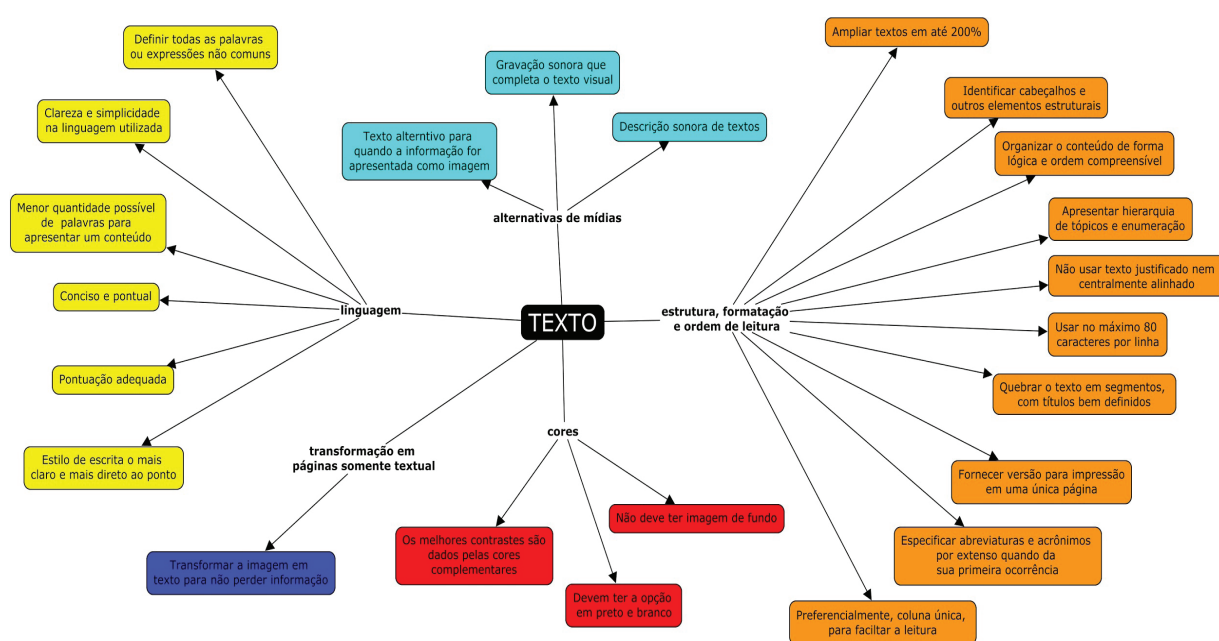 TEXTO
linguagem
Definir todas as palavras
ou expressões não comuns
Clareza e simplicidade
na linguagem utilizada
Menor quantidade possível
de palavras para
apresentar um conteúdo
Conciso e pontual
Pontuação adequada
Estilo de escrita o mais
claro e mais direto ao ponto
alternativas de mídias
Texto alterntivo para
quando a informação for
apresentada como imagem
Gravação sonora que
completa o texto visual
Descrição sonora de textos
estrutura, formatação
e ordem de leitura
Ampliar textos em até 200%
Identificar cabeçalhos e
outros elementos estruturais
Organizar o conteúdo de forma
lógica e ordem compreensível
Apresentar hierarquia
de tópicos e enumeração
Não usar texto justificado nem
centralmente alinhado
Usar no máximo 80
caracteres por linha
Quebrar o texto em segmentos,
com títulos bem definidos
Fornecer versão para impressão
em uma única página
Especificar abreviaturas e acrônimos
por extenso quando da
sua primeira ocorrência
Preferencialmente, coluna única,
para faciltar a leitura
cores
Não deve ter imagem de fundo
Devem ter a opção
em preto e branco
Os melhores contrastes são
dados pelas cores
complementares
transformação em
páginas somente textual
Transformar a imagem em
texto para não perder informação